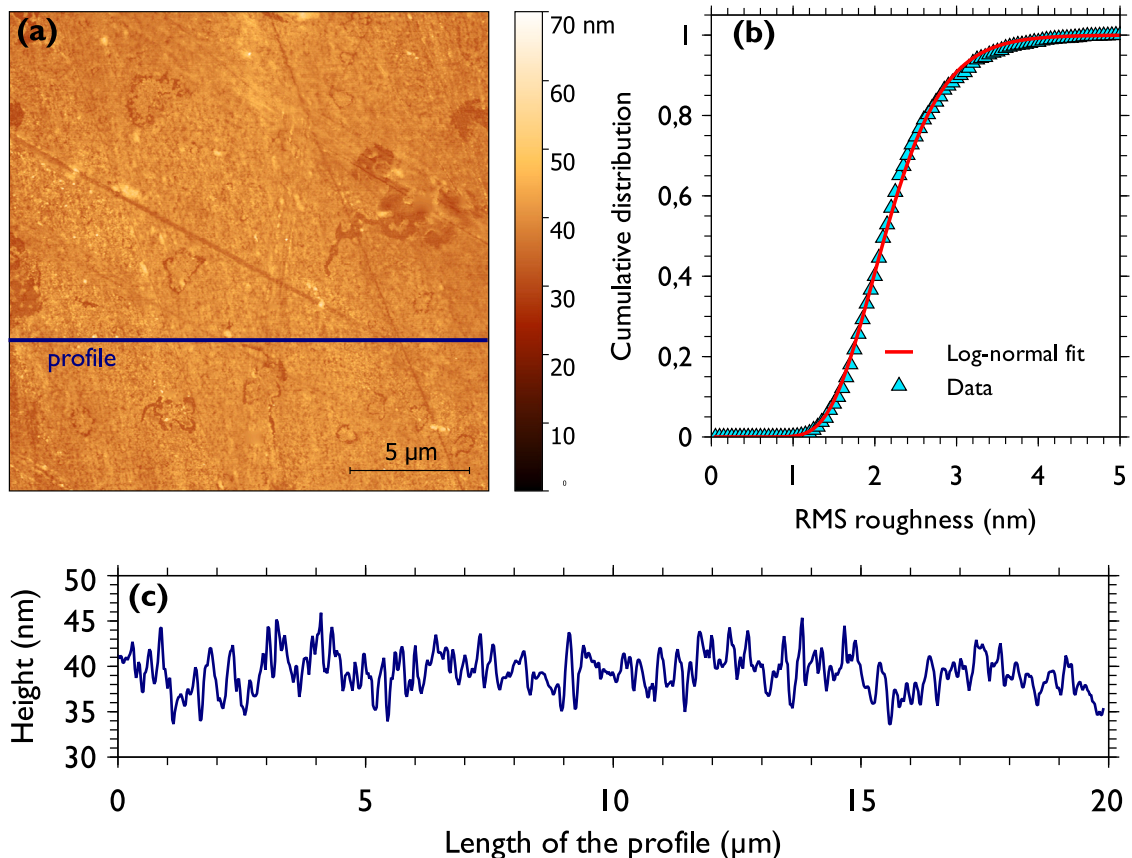 (a)
70 nm
60
50
40
30
20
10
0
profile
5 µm
(b)
Cumulative distribution
1
0,8
0,6
0,4
0,2
0
Log-normal fit
Data
0 1 2 3 4 5
RMS roughness (nm)
(c)
Height (nm)
50
45
40
35
30
0 5 10 15 20
Length of the profile (µm)